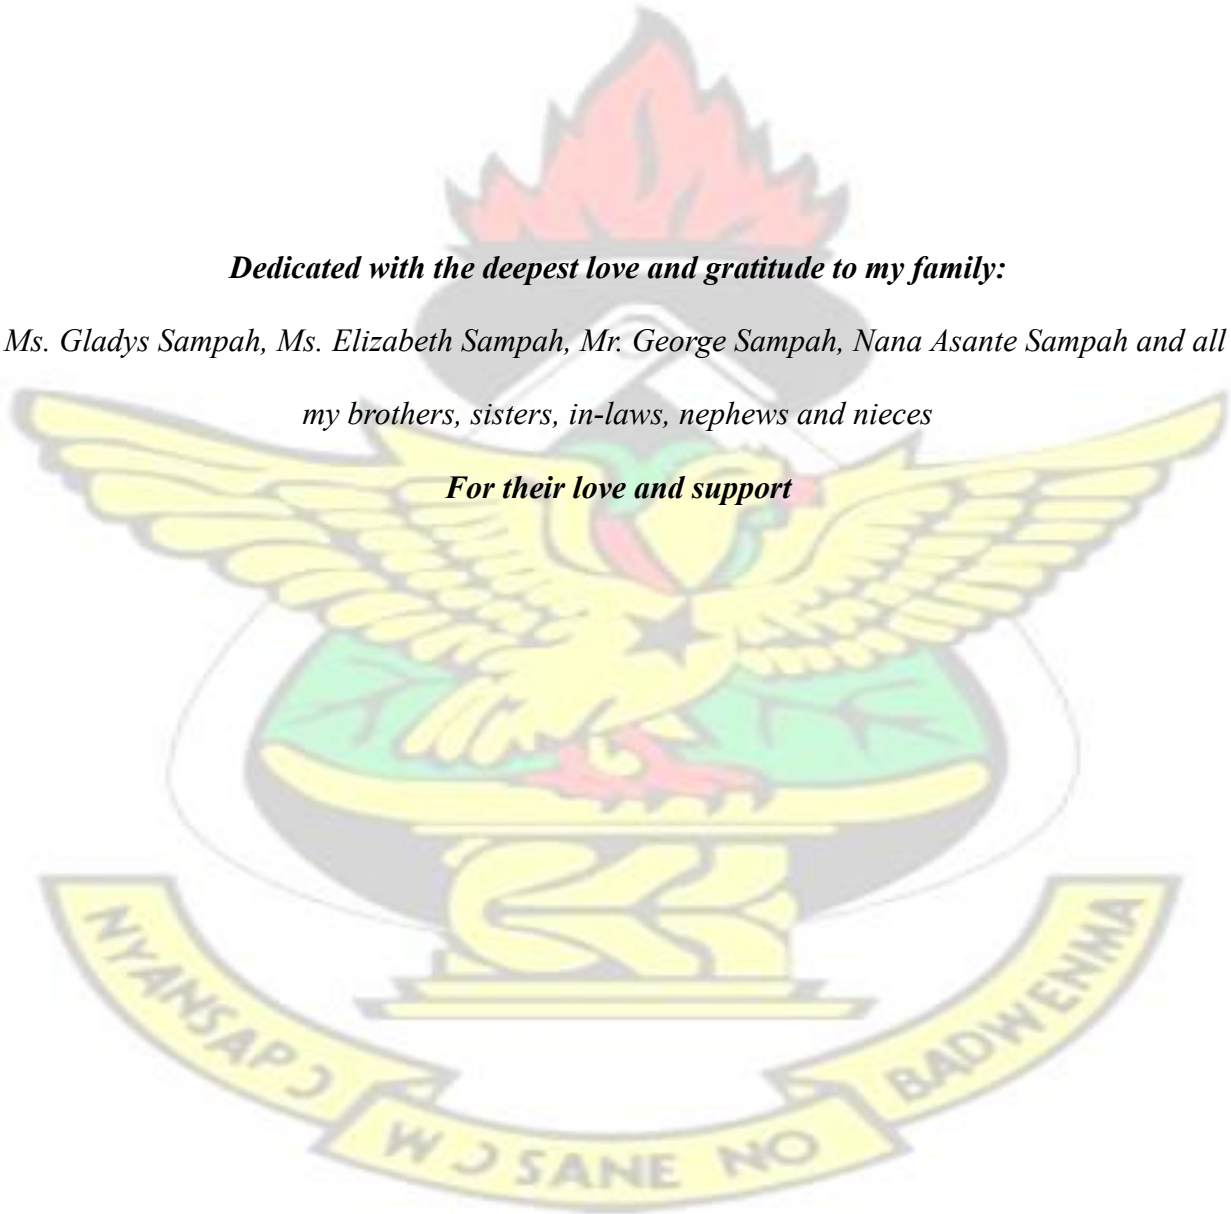 Dedicated with the deepest love and gratitude to my family:
Ms. Gladys Sampah, Ms. Elizabeth Sampah, Mr. George Sampah, Nana Asante Sampah and all
my brothers, sisters, in-laws, nephews and nieces
For their love and support
NYANSAPƆ WƆSANE NO BADWENMA